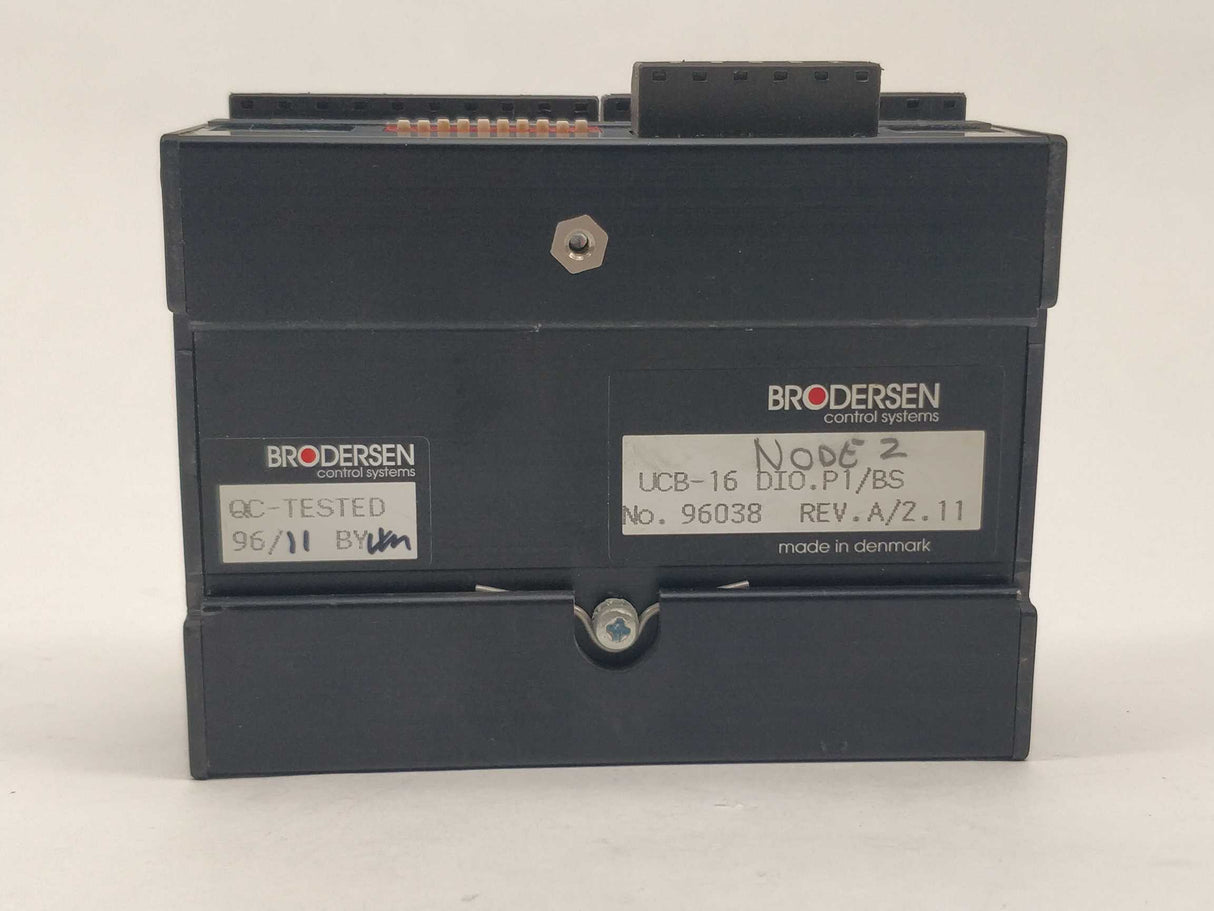 BRODERSEN
control systems
QC-TESTED
96/11 BY
BRODERSEN
control systems
NODE 2
UCB-16 DIO.P1/BS
No. 96038 REV.A/2.11
made in denmark